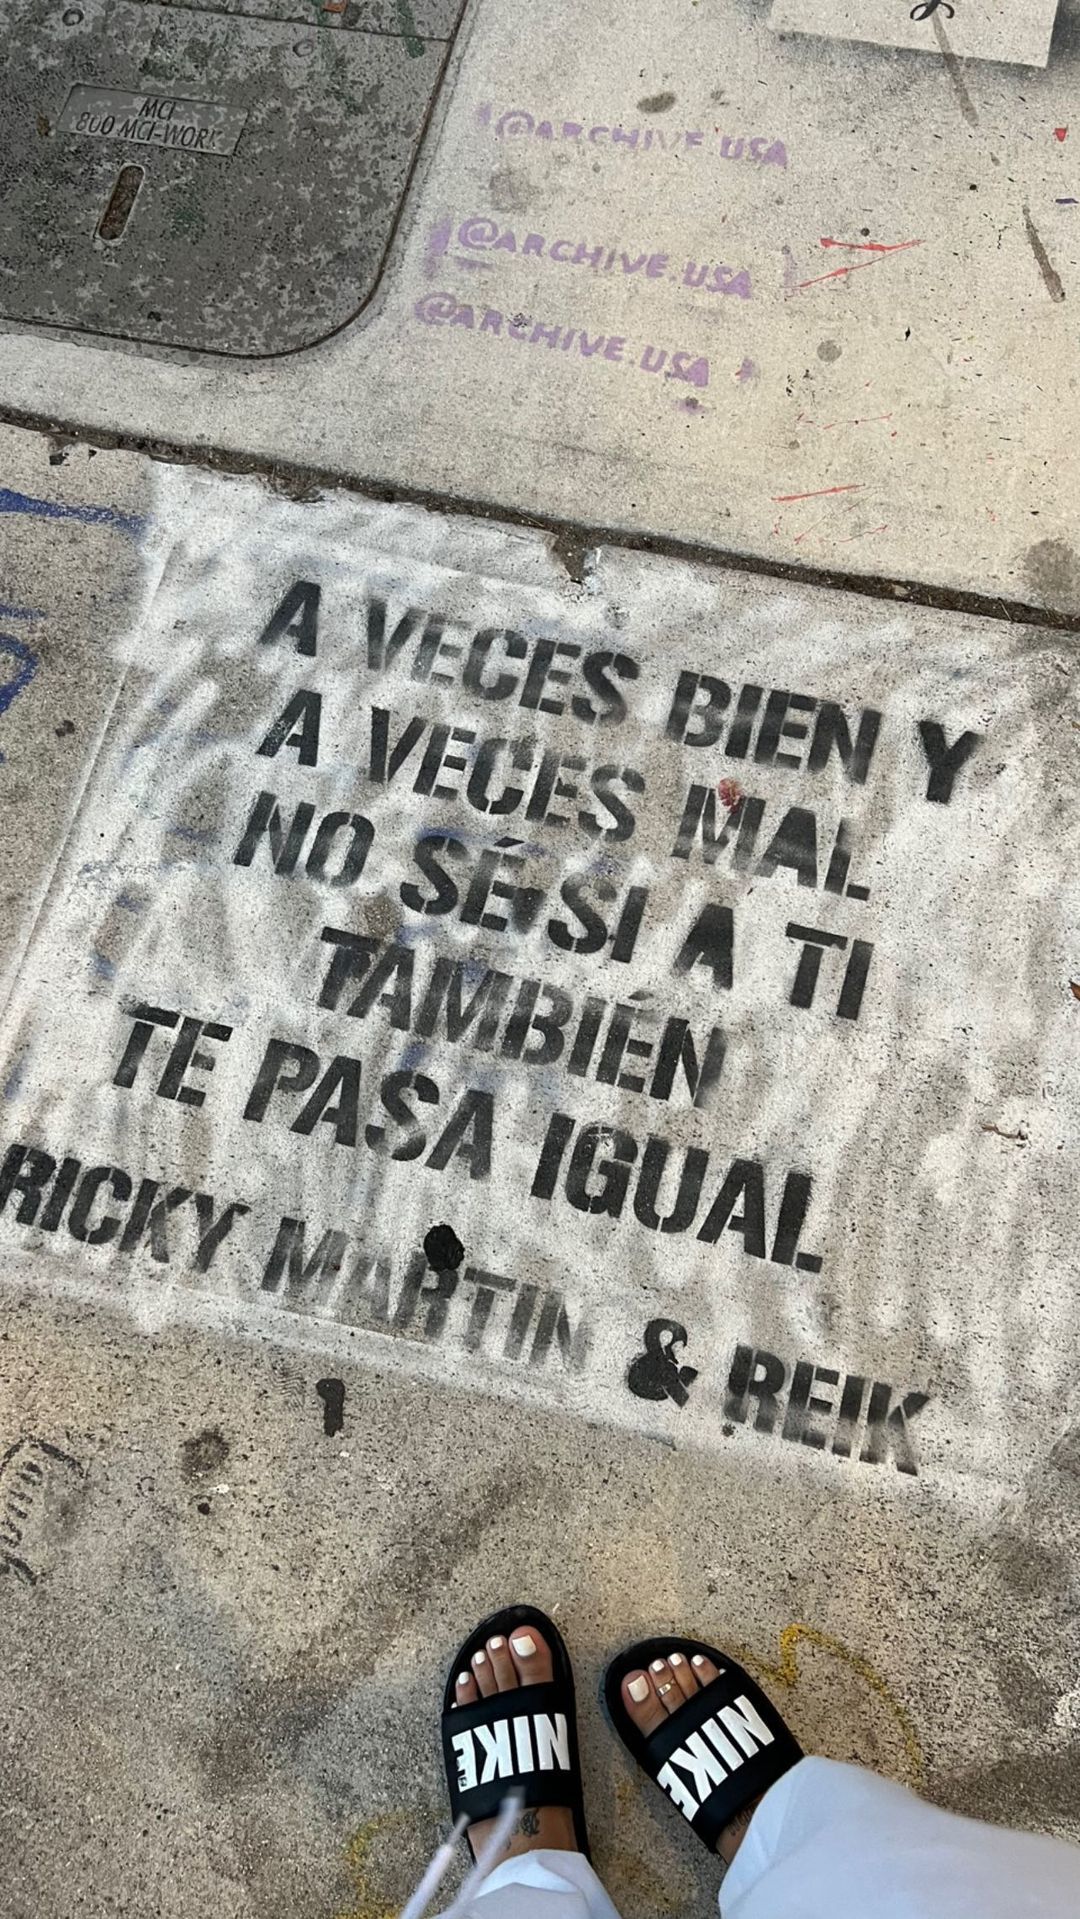 MCI
800 MCI-WORK
@ARCHIVE.USA
@ARCHIVE.USA
@ARCHIVE.USA
A VECES BIEN Y
A VECES MAL
NO SÉ SI A TI
TAMBIÉN
TE PASA IGUAL
RICKY MARTIN & REIK
NIKE
NIKE